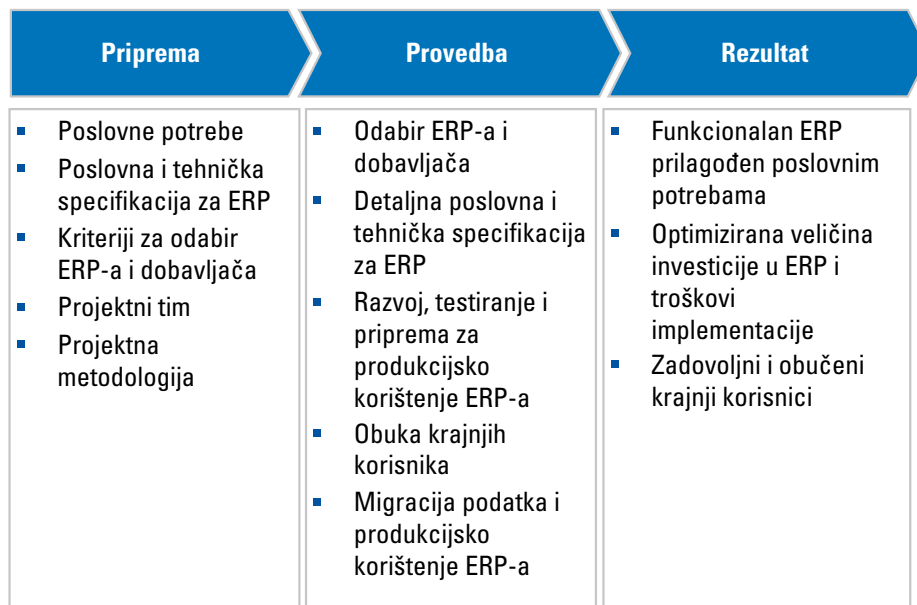 Priprema
Provedba
Rezultat
Poslovne potrebe
Poslovna i tehnička
specifikacija za ERP
Kriteriji za odabir
ERP-a i dobavljača
Projektni tim
Projektna
metodologija
Odabir ERP-a i
dobavljača
Detaljna poslovna i
tehnička specifikacija
za ERP
Razvoj, testiranje i
priprema za
produkcijsko
korištenje ERP-a
Obuka krajnjih
korisnika
Migracija podatka i
produkcijsko
korištenje ERP-a
Funkcionalan ERP
prilagođen poslovnim
potrebama
Optimizirana veličina
investicije u ERP i
troškovi
implementacije
Zadovoljni i obučeni
krajnji korisnici